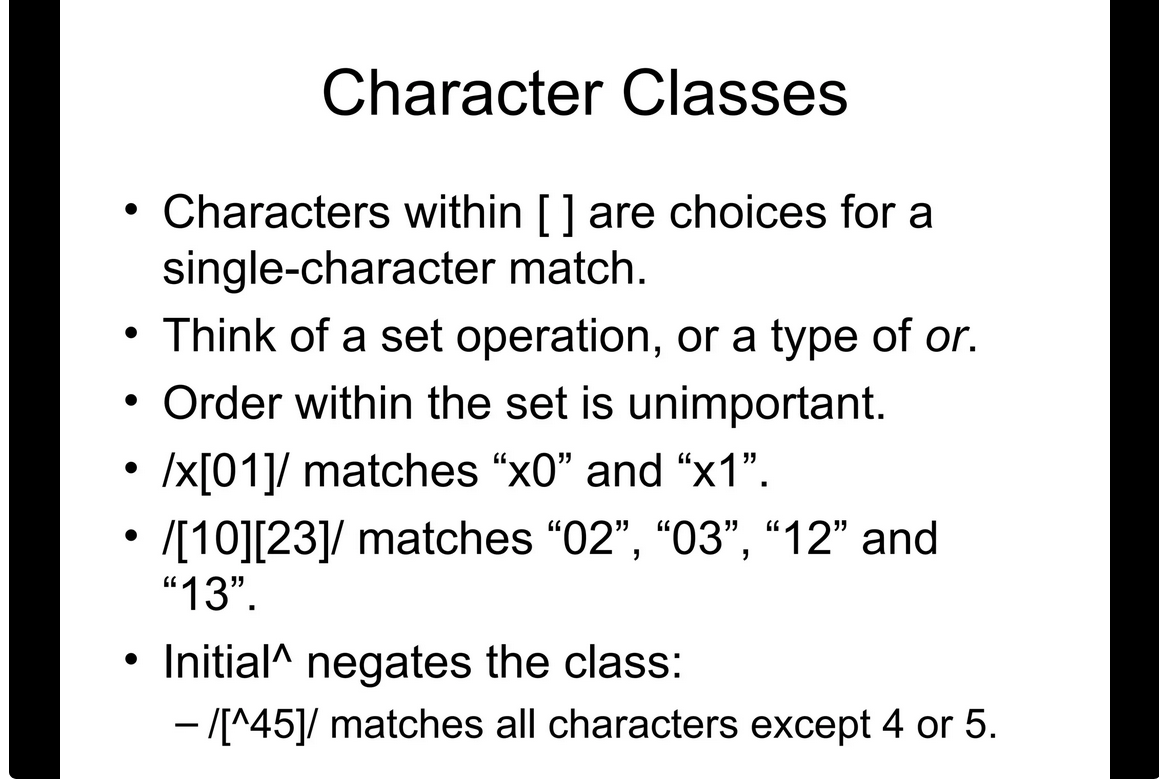 Character Classes
• Characters within [ ] are choices for a
single-character match.
• Think of a set operation, or a type of or.
• Order within the set is unimportant.
• /x[01]/ matches “x0” and “x1”.
• /[10][23]/ matches “02”, “03”, “12” and
“13”.
• Initial^ negates the class:
– /[^45]/ matches all characters except 4 or 5.